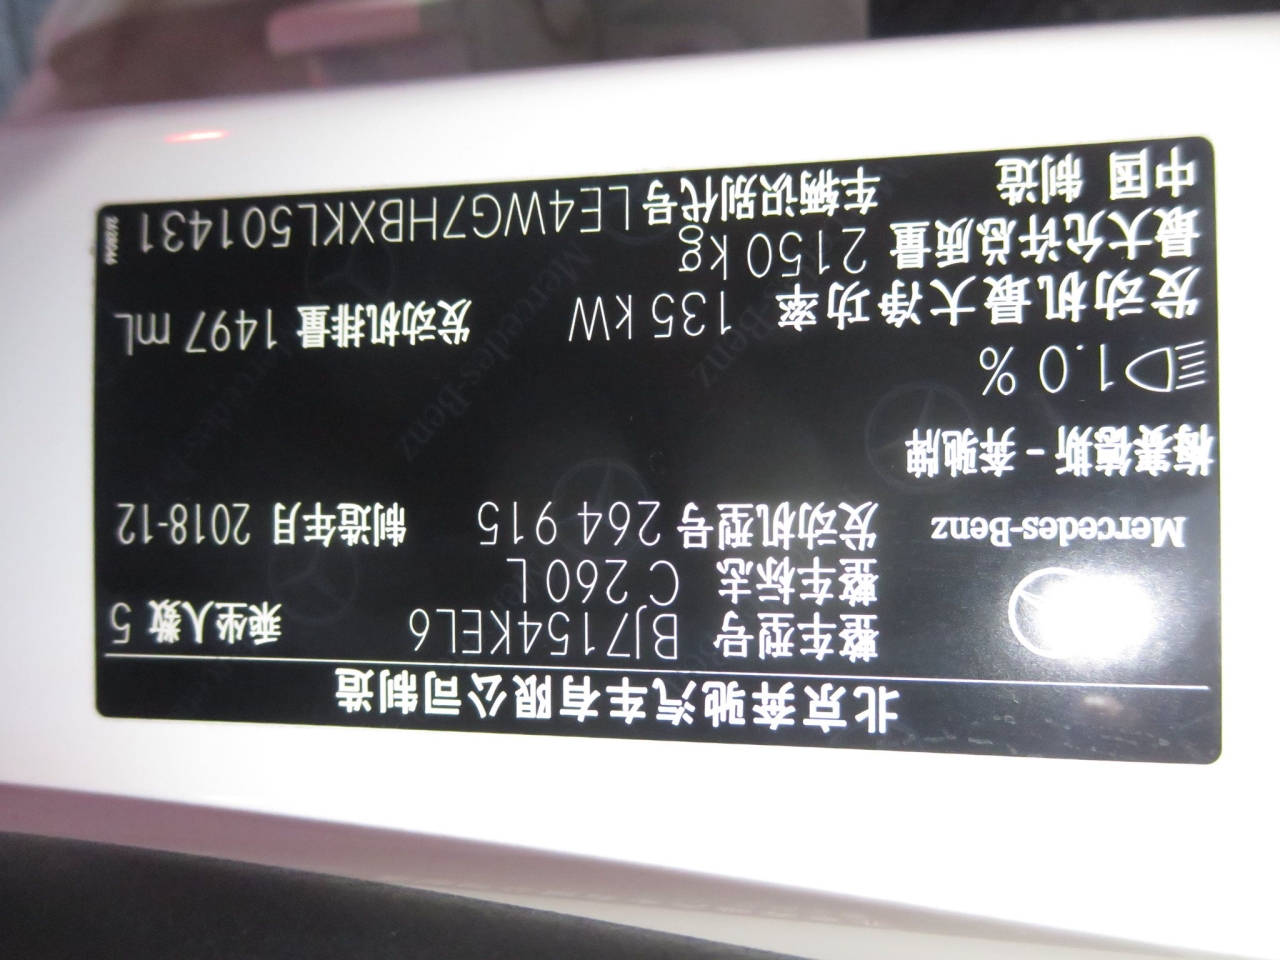 北京奔驰汽车有限公司制造
整车型号 BJ7154KEL6 乘坐人数 5
整车标志 C 260 L
Mercedes-Benz 发动机型号 264 915 制造年月 2018-12
梅赛德斯-奔驰牌
1.0 %
发动机最大净功率 135 kW 发动机排量 1497 mL
最大允许总质量 2150 kg
中国 制造 车辆识别代号 LE4WG7HBXKL501431